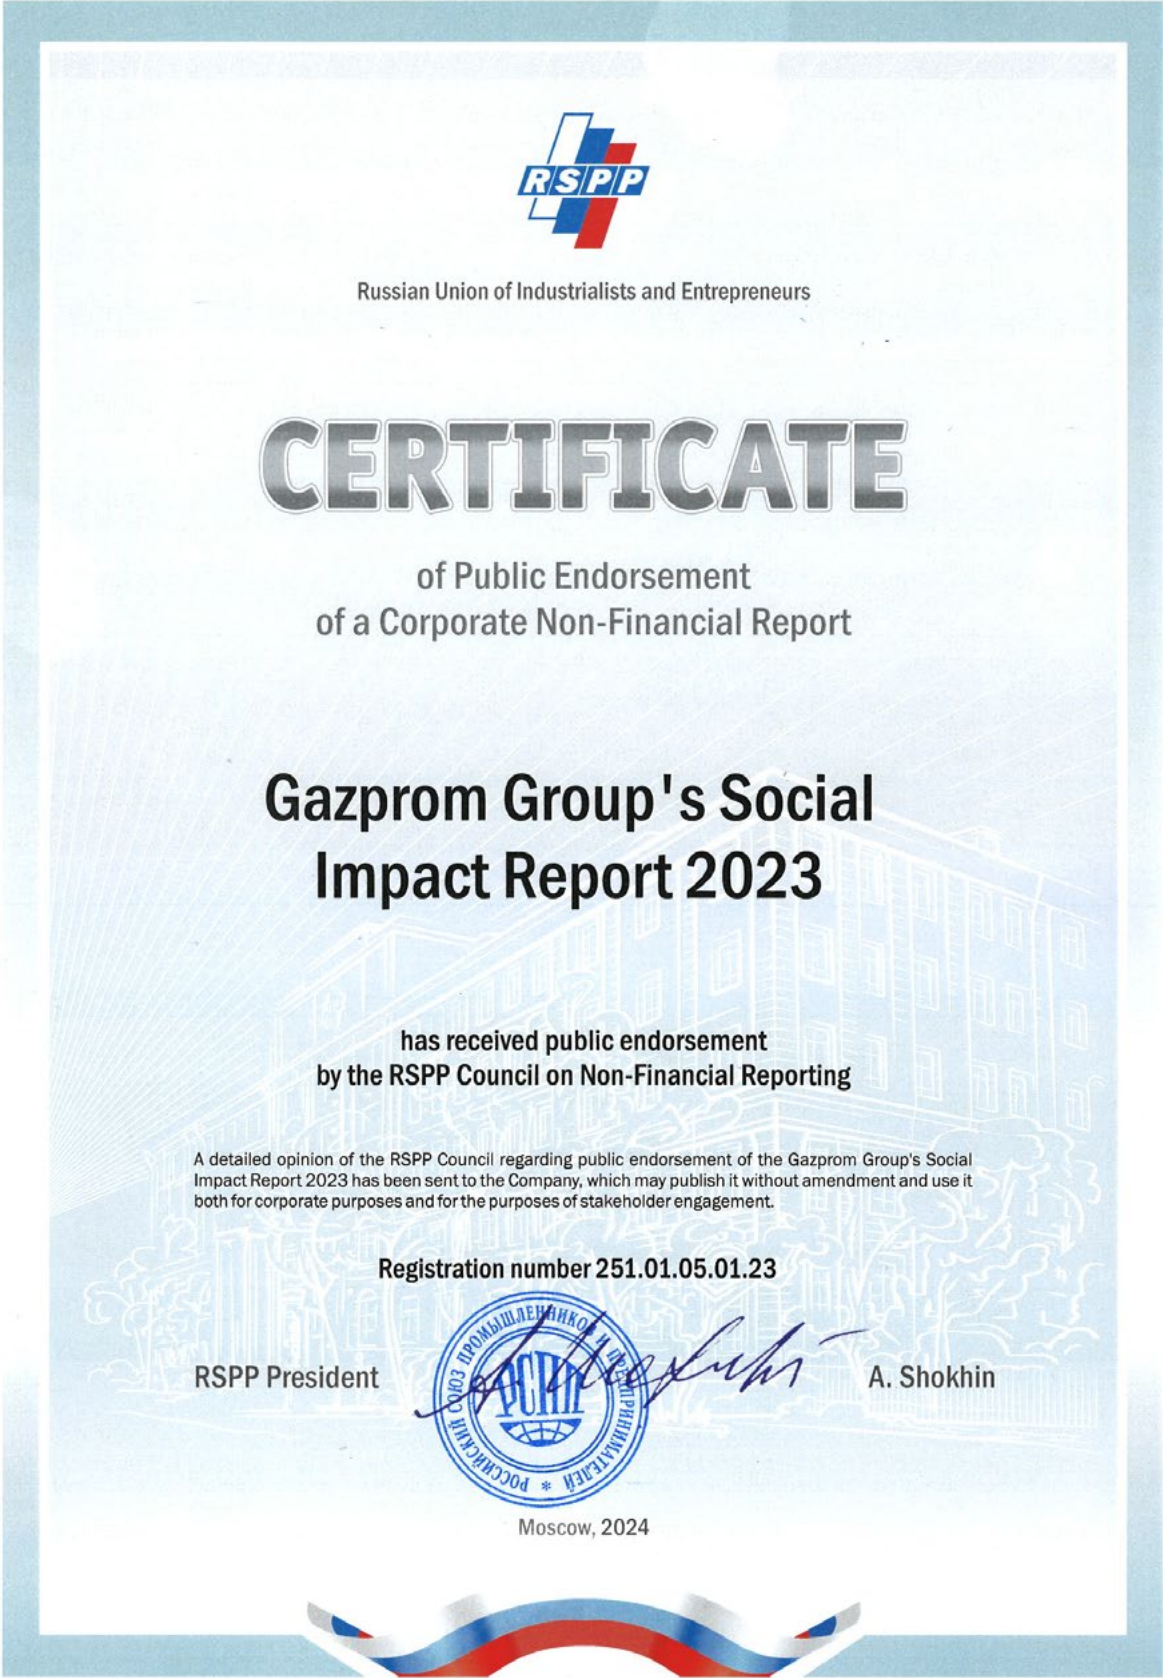 RSPP
Russian Union of Industrialists and Entrepreneurs
CERTIFICATE
of Public Endorsement
of a Corporate Non-Financial Report
Gazprom Group's Social
Impact Report 2023
has received public endorsement
by the RSPP Council on Non-Financial Reporting
A detailed opinion of the RSPP Council regarding public endorsement of the Gazprom Group's Social
Impact Report 2023 has been sent to the Company, which may publish it without amendment and use it
both for corporate purposes and for the purposes of stakeholder engagement.
Registration number 251.01.05.01.23
RSPP President
РОССИЙСКИЙ СОЮЗ ПРОМЫШЛЕННИКОВ И ПРЕДПРИНИМАТЕЛЕЙ *
РСПП
A. Shokhin
Moscow, 2024